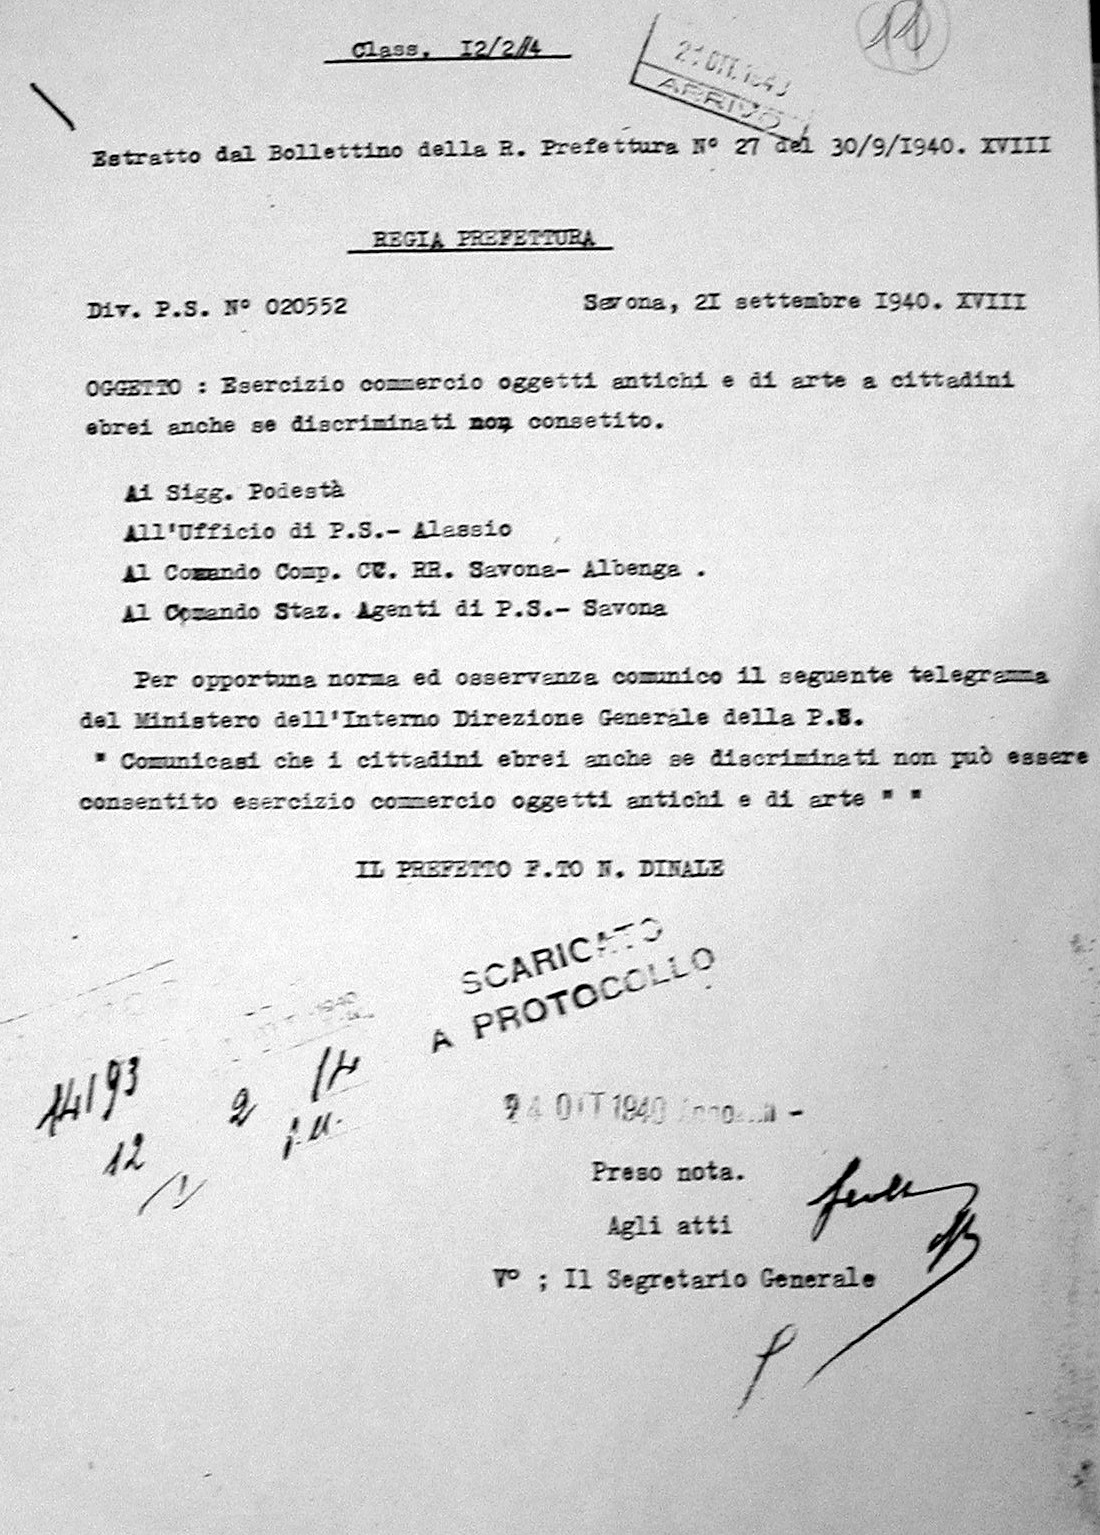 11
Class. I2/2/4
21 OTT. 1940
ARRIVO
Estratto dal Bollettino della R. Prefettura N° 27 del 30/9/I940. XVIII
REGIA PREFETTURA
Div. P.S. N° 020552 Savona, 2I settembre I940. XVIII
OGGETTO : Esercizio commercio oggetti antichi e di arte a cittadini
ebrei anche se discriminati non consetito.
Ai Sigg. Podestà
All'Ufficio di P.S.- Alassio
Al Comando Comp. CC. RR. Savona- Albenga .
Al Comando Staz. Agenti di P.S.- Savona
Per opportuna norma ed osservanza comunico il seguente telegramma
del Ministero dell'Interno Direzione Generale della P.S.
" Comunicasi che i cittadini ebrei anche se discriminati non può essere
consentito esercizio commercio oggetti antichi e di arte " "
IL PREFETTO F.TO N. DINALE
SCARICATO
A PROTOCOLLO
1940
14193
2
12
24 OTT 1940 -
Preso nota.
Agli atti
V° ; Il Segretario Generale